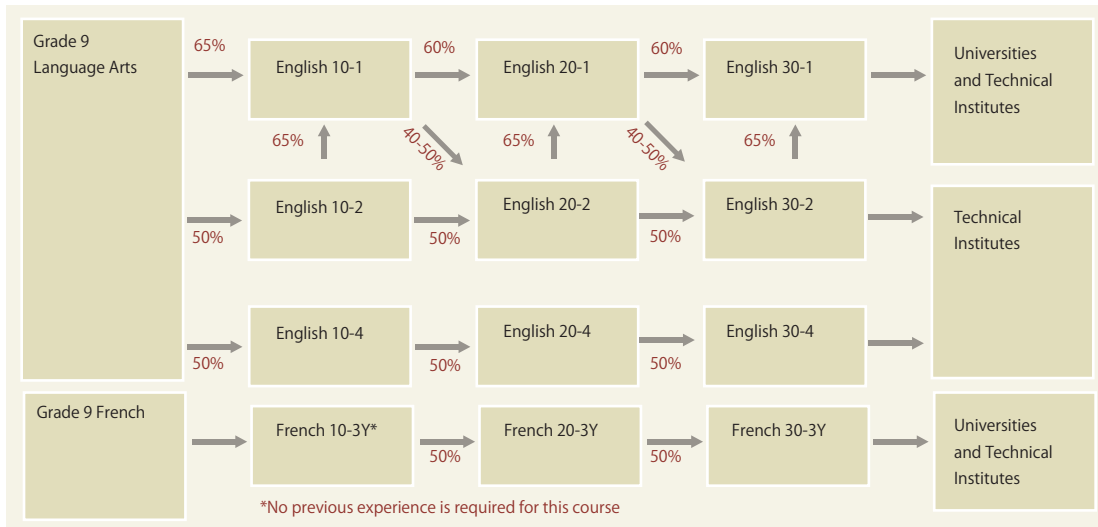 Grade 9
Language Arts
65%
English 10-1
60%
English 20-1
60%
English 30-1
Universities
and Technical
Institutes
65%
40-50%
65%
40-50%
65%
50%
English 10-2
50%
English 20-2
50%
English 30-2
Technical
Institutes
50%
English 10-4
50%
English 20-4
50%
English 30-4
Grade 9 French
French 10-3Y*
50%
French 20-3Y
50%
French 30-3Y
Universities
and Technical
Institutes
*No previous experience is required for this course